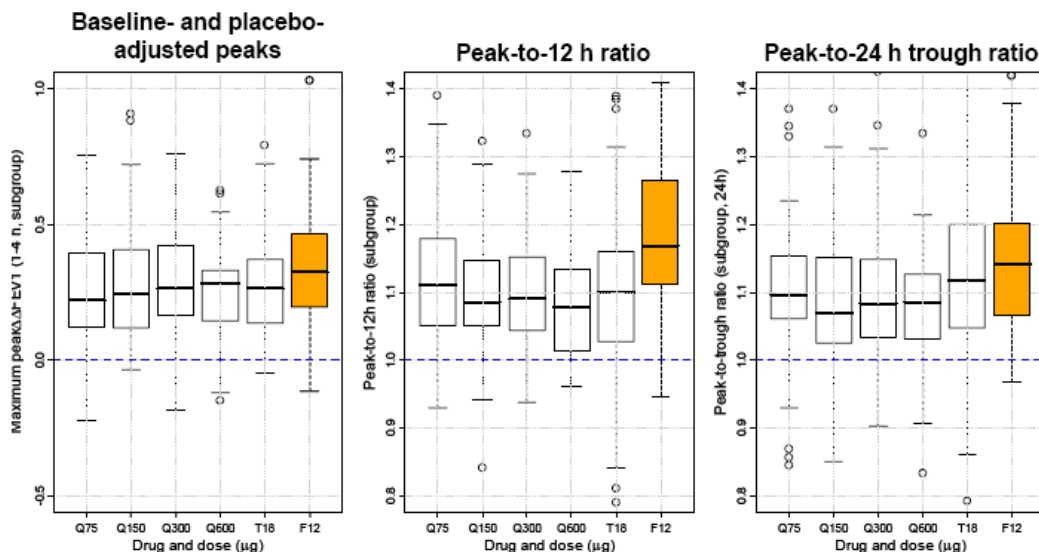 Baseline- and placebo-
adjusted peaks
Peak-to-12 h ratio
Peak-to-24 h trough ratio
Maximum peakΔΔFEV1 (1-4 h, subgroup)
1.0
0.5
0.0
-0.5
Q75 Q150 Q300 Q600 T18 F12
Drug and dose (μg)
Peak-to-12h ratio (subgroup)
1.4
1.3
1.2
1.1
1.0
0.9
0.8
Q75 Q150 Q300 Q600 T18 F12
Drug and dose (μg)
Peak-to-trough ratio (subgroup, 24h)
1.4
1.3
1.2
1.1
1.0
0.9
0.8
Q75 Q150 Q300 Q600 T18 F12
Drug and dose (μg)